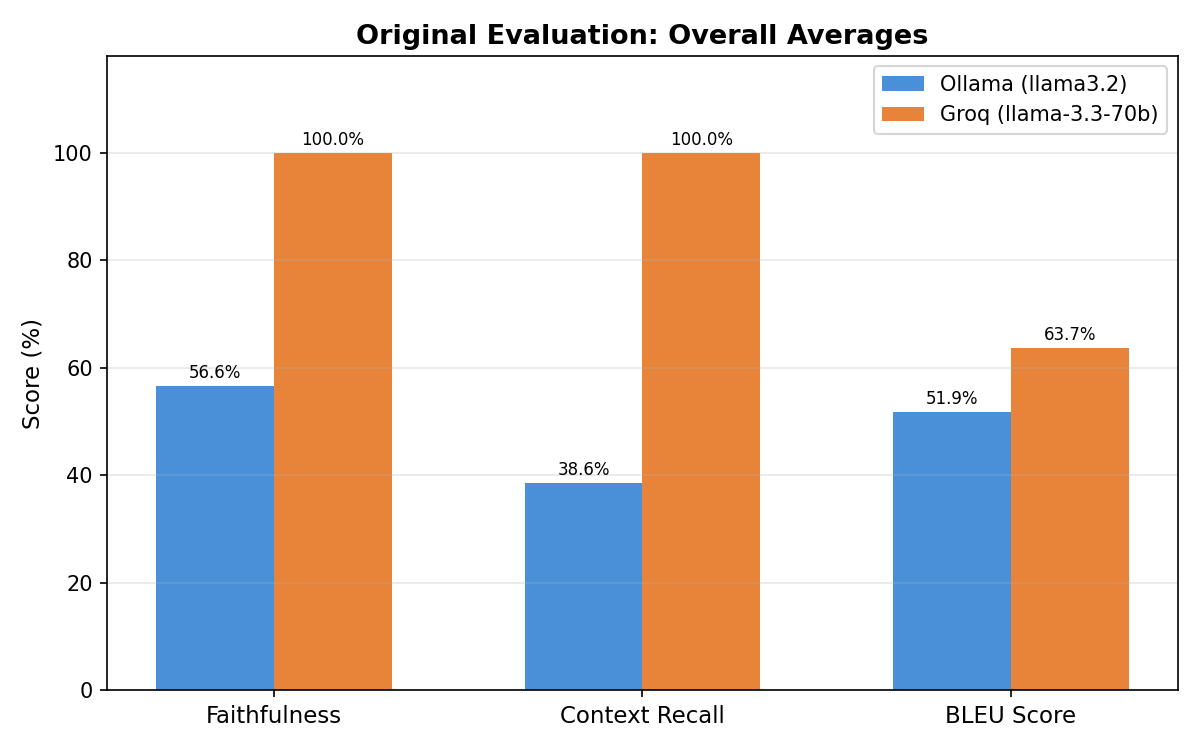 Original Evaluation: Overall Averages
Ollama (llama3.2)
Groq (llama-3.3-70b)
Score (%)
100
80
60
40
20
0
56.6%
100.0%
38.6%
100.0%
51.9%
63.7%
Faithfulness
Context Recall
BLEU Score